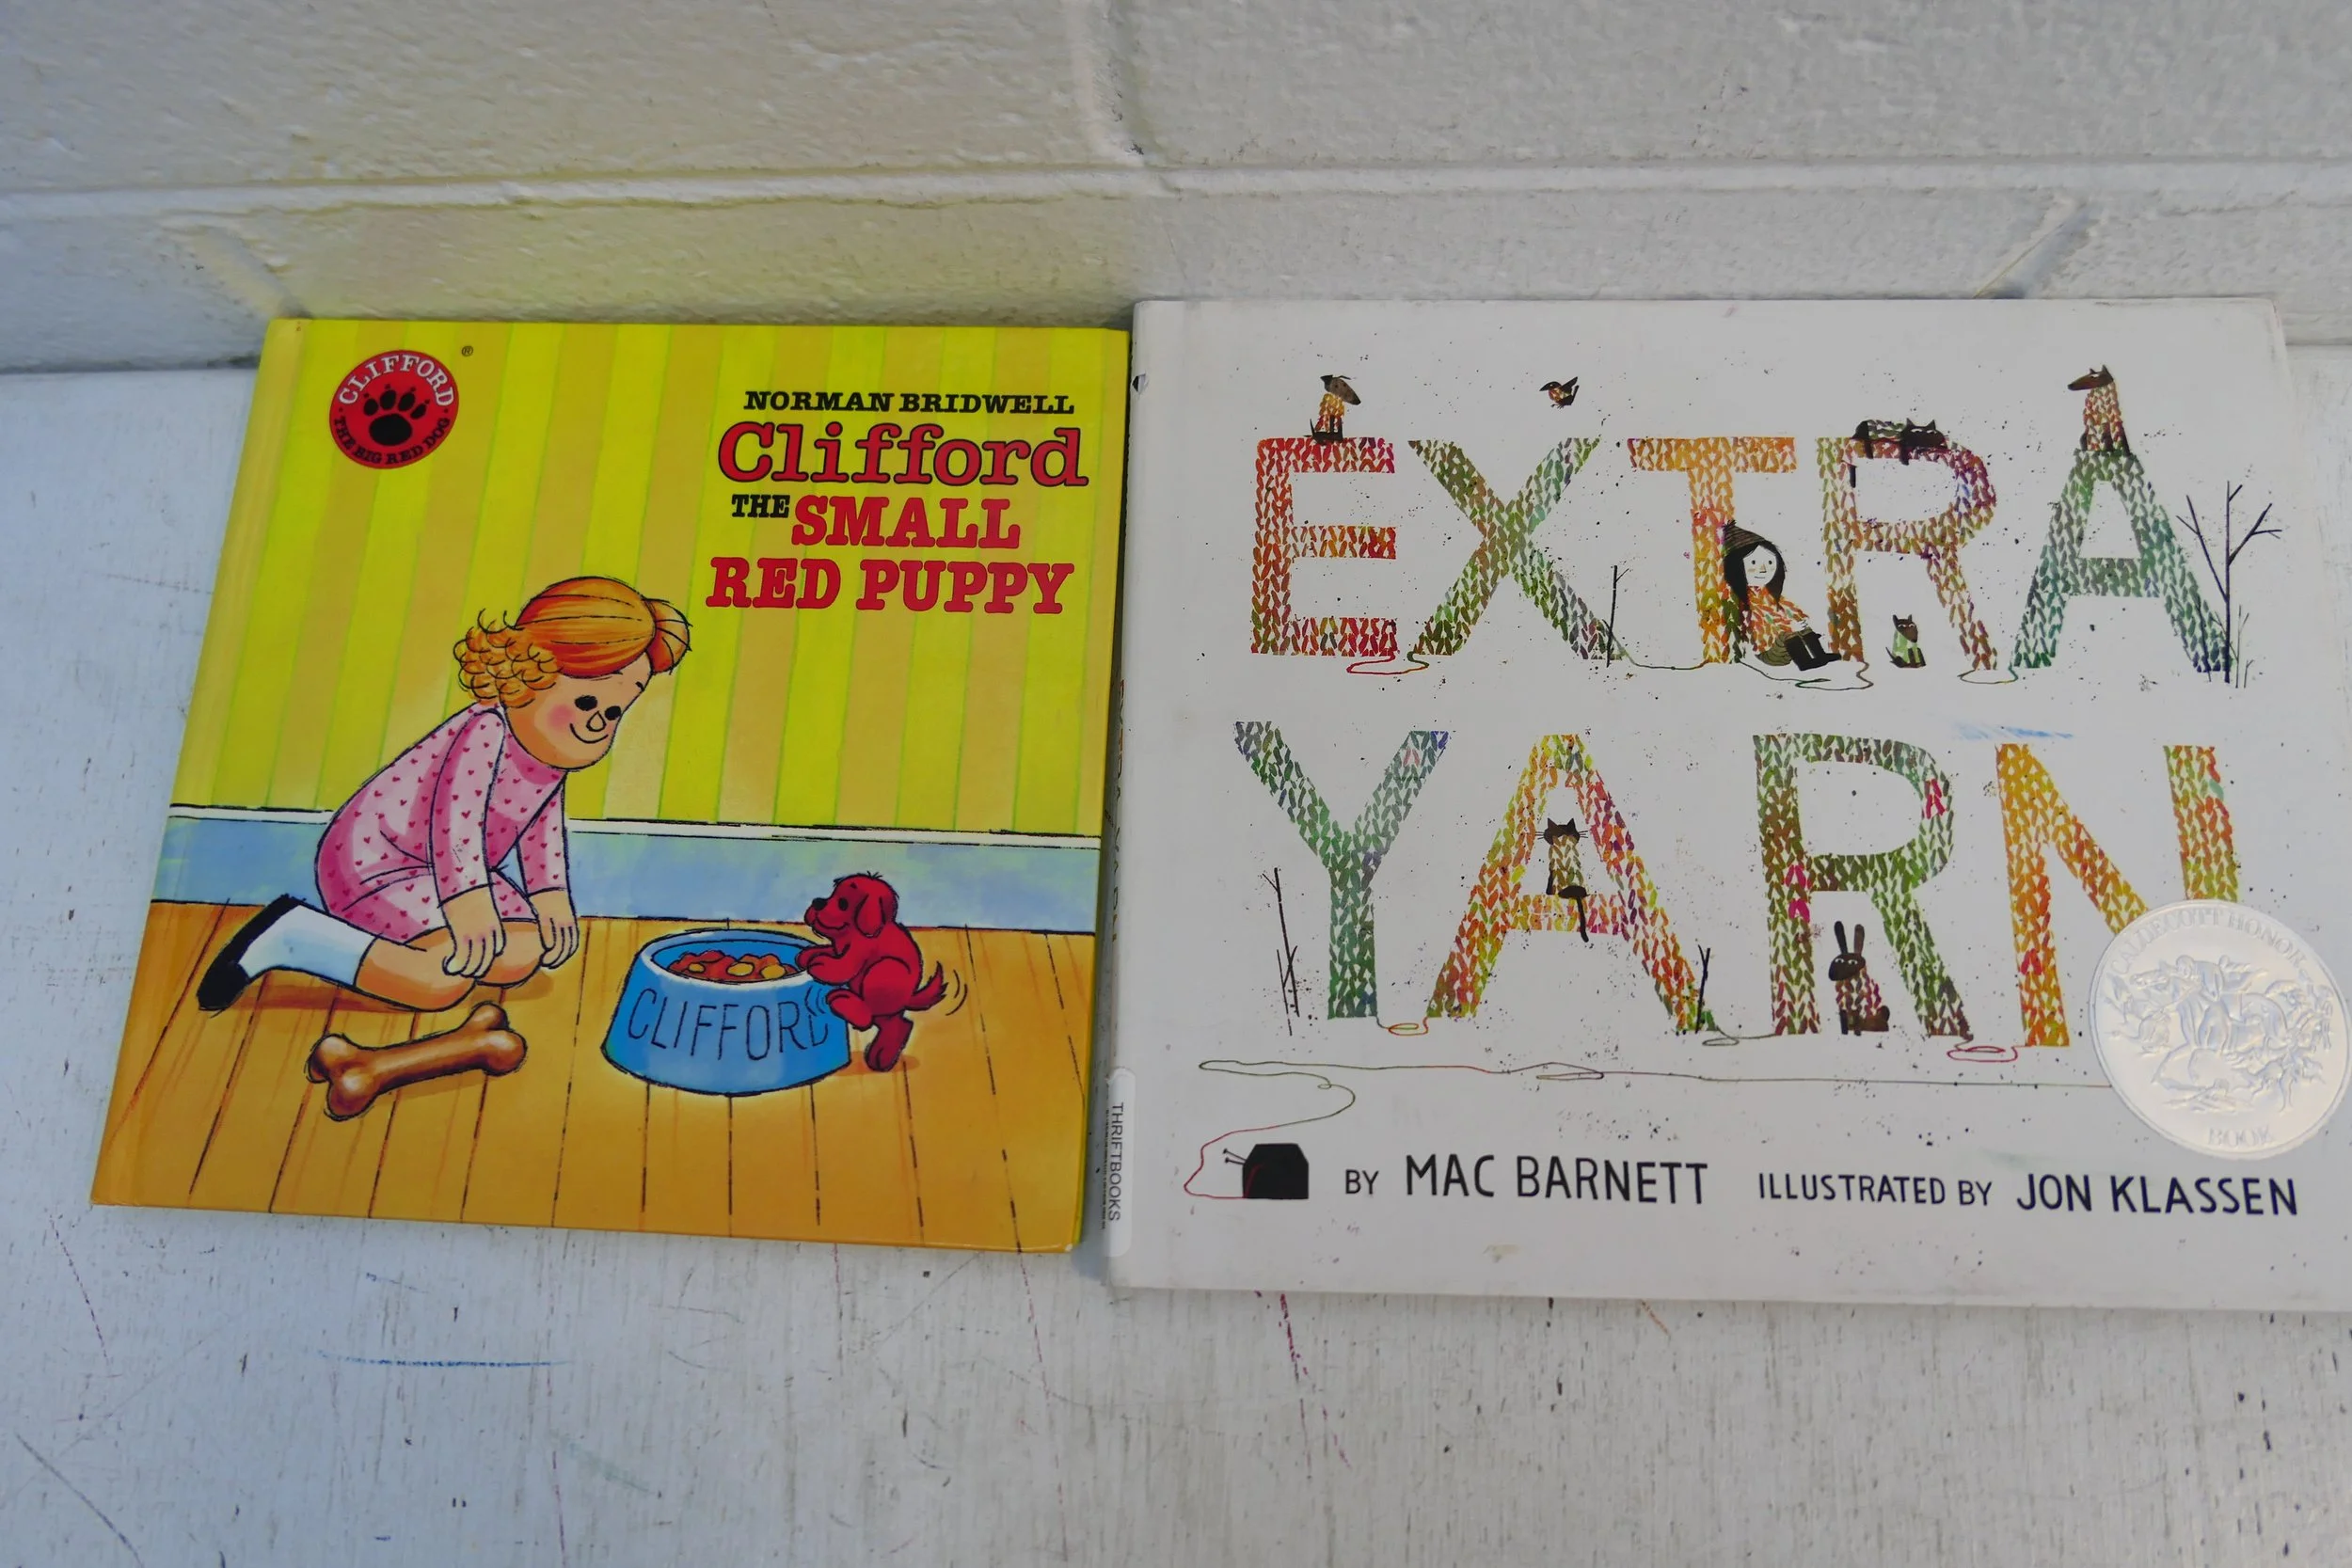 CLIFFORD
THE BIG RED DOG
®
NORMAN BRIDWELL
Clifford
THE SMALL
RED PUPPY
CLIFFORD
EXTRA
YARN
CALDECOTT HONOR
BOOK
BY MAC BARNETT ILLUSTRATED BY JON KLASSEN
THRIFTBOOKS